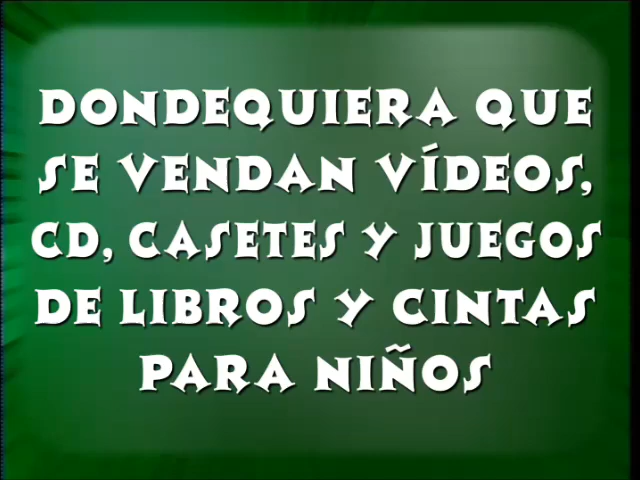 DONDEQUIERA QUE
SE VENDAN VÍDEOS,
CD, CASETES Y JUEGOS
DE LIBROS Y CINTAS
PARA NIÑOS